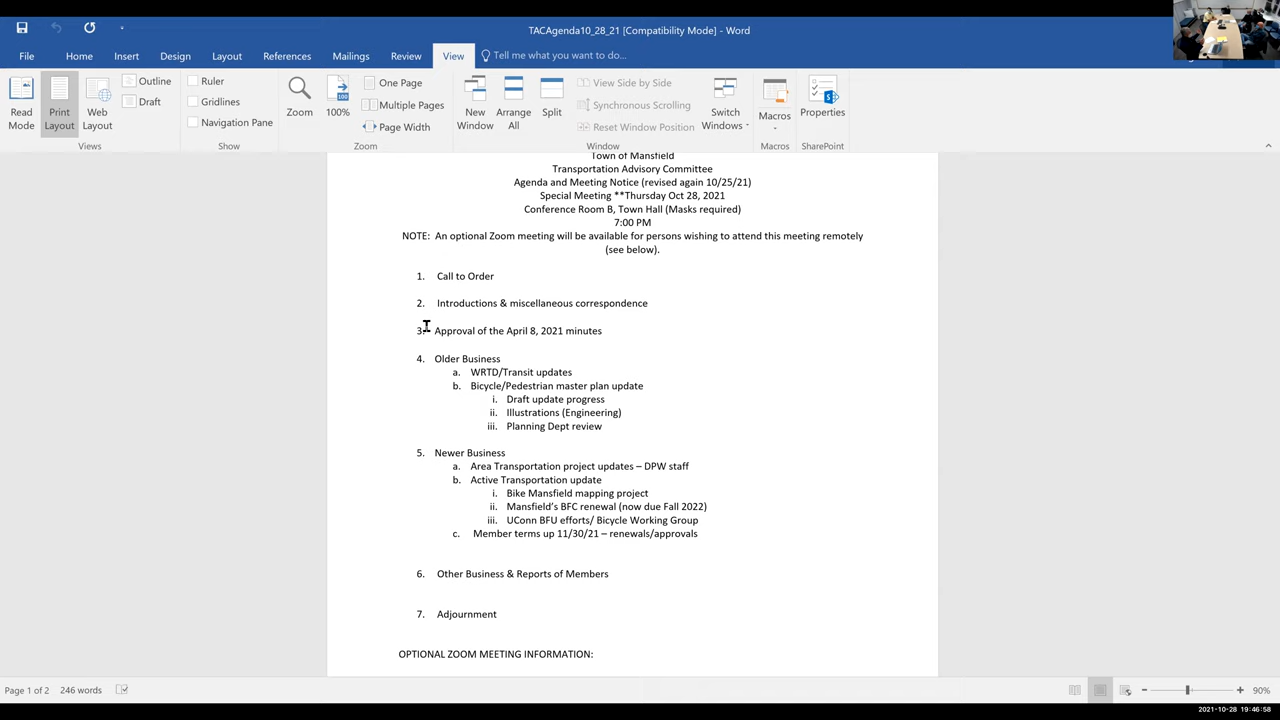 TACAgenda10_28_21 [Compatibility Mode] - Word
File Home Insert Design Layout References Mailings Review View Tell me what you want to do...
Read Mode
Print Layout
Web Layout
Outline
Draft
Views
Ruler
Gridlines
Navigation Pane
Show
Zoom
100%
One Page
Multiple Pages
Page Width
Zoom
New Window
Arrange All
Split
View Side by Side
Synchronous Scrolling
Reset Window Position
Switch Windows
Window
Macros
Macros
Properties
SharePoint
Town of Mansfield
Transportation Advisory Committee
Agenda and Meeting Notice (revised again 10/25/21)
Special Meeting **Thursday Oct 28, 2021
Conference Room B, Town Hall (Masks required)
7:00 PM
NOTE: An optional Zoom meeting will be available for persons wishing to attend this meeting remotely
(see below).
1. Call to Order
2. Introductions & miscellaneous correspondence
3. Approval of the April 8, 2021 minutes
4. Older Business
a. WRTD/Transit updates
b. Bicycle/Pedestrian master plan update
i. Draft update progress
ii. Illustrations (Engineering)
iii. Planning Dept review
5. Newer Business
a. Area Transportation project updates – DPW staff
b. Active Transportation update
i. Bike Mansfield mapping project
ii. Mansfield's BFC renewal (now due Fall 2022)
iii. UConn BFU efforts/ Bicycle Working Group
c. Member terms up 11/30/21 – renewals/approvals
6. Other Business & Reports of Members
7. Adjournment
OPTIONAL ZOOM MEETING INFORMATION:
Page 1 of 2 246 words 90%
2021-10-28 19:46:58